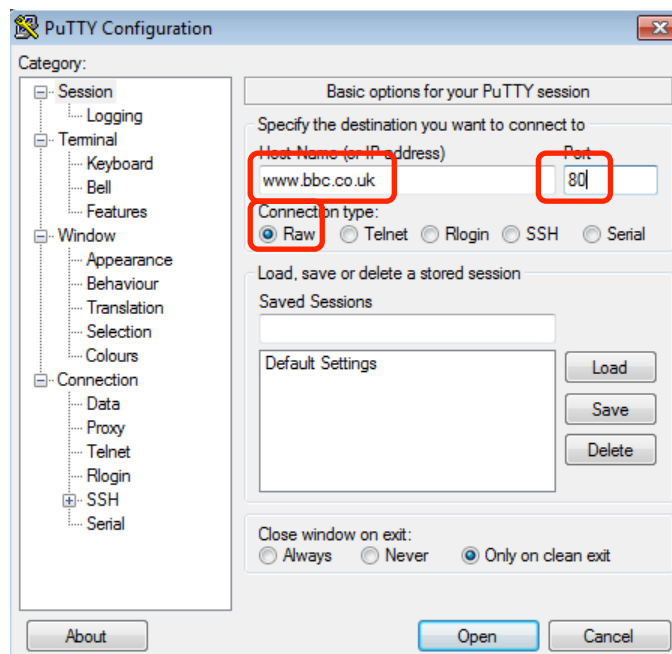 PuTTY Configuration
Category:
Session
Logging
Terminal
Keyboard
Bell
Features
Window
Appearance
Behaviour
Translation
Selection
Colours
Connection
Data
Proxy
Telnet
Rlogin
SSH
Serial
Basic options for your PuTTY session
Specify the destination you want to connect to
Host Name (or IP address) Port
www.bbc.co.uk 80
Connection type:
Raw Telnet Rlogin SSH Serial
Load, save or delete a stored session
Saved Sessions
Default Settings
Load
Save
Delete
Close window on exit:
Always Never Only on clean exit
About Open Cancel